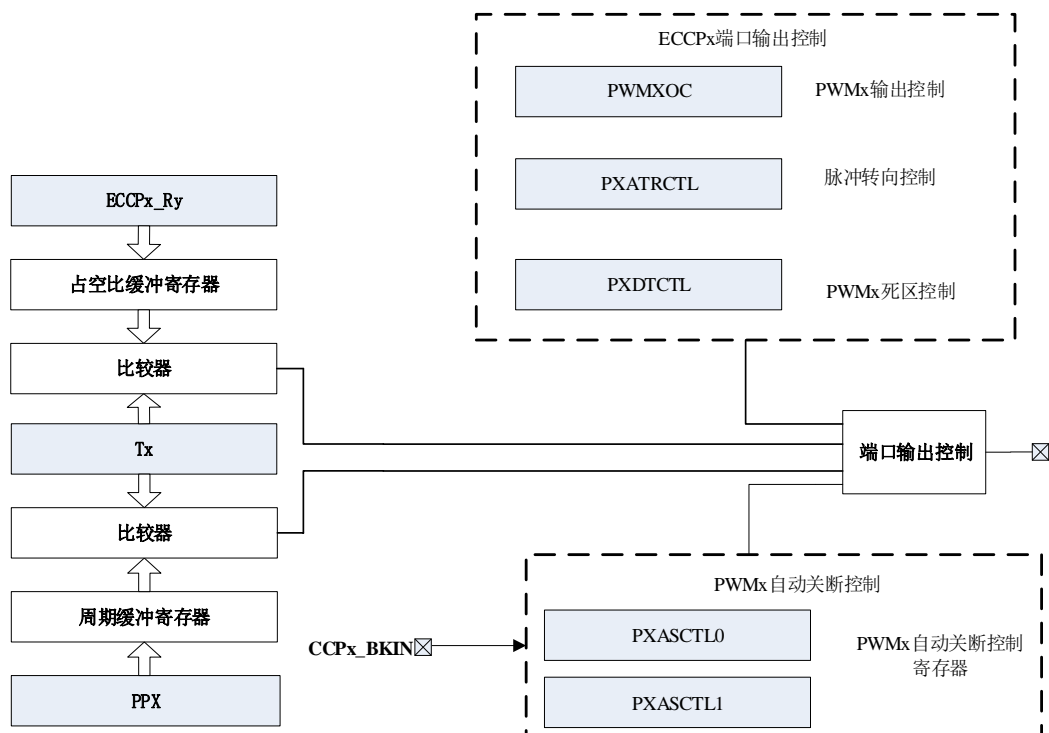 ECCPx端口输出控制
PWMXOC
PWMx输出控制
PXATRCTL
脉冲转向控制
PXDTCTL
PWMx死区控制
ECCPx_Ry
占空比缓冲寄存器
比较器
Tx
比较器
周期缓冲寄存器
PPX
端口输出控制
CCPx_BKIN
PWMx自动关断控制
PXASCTL0
PXASCTL1
PWMx自动关断控制
寄存器